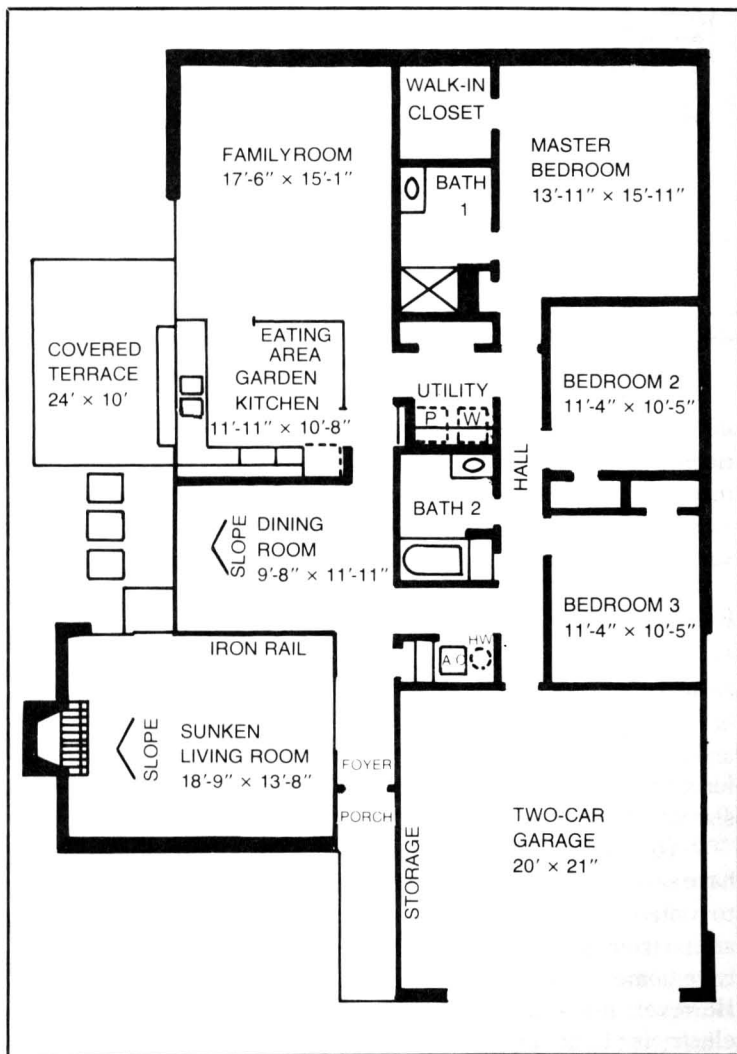 WALK-IN
CLOSET
FAMILY ROOM
17'-6" × 15'-1"
MASTER
BEDROOM
13'-11" × 15'-11"
BATH
1
COVERED
TERRACE
24' × 10'
EATING
AREA
GARDEN
KITCHEN
11'-11" × 10'-8"
UTILITY
P W
BEDROOM 2
11'-4" × 10'-5"
HALL
BATH 2
SLOPE
DINING
ROOM
9'-8" × 11'-11"
BEDROOM 3
11'-4" × 10'-5"
IRON RAIL
HW
A/C
SLOPE
SUNKEN
LIVING ROOM
18'-9" × 13'-8"
FOYER
PORCH
STORAGE
TWO-CAR
GARAGE
20' × 21"